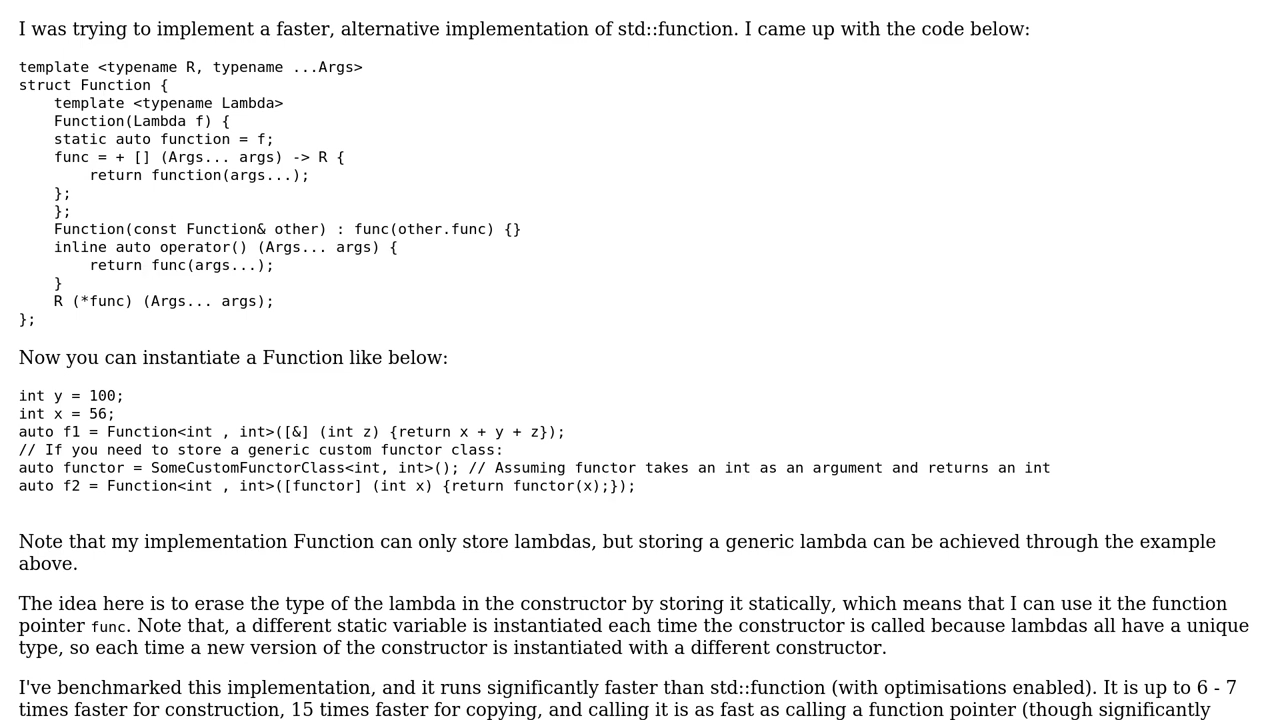 I was trying to implement a faster, alternative implementation of std::function. I came up with the code below:
template <typename R, typename ...Args>
struct Function {
    template <typename Lambda>
    Function(Lambda f) {
    static auto function = f;
    func = + [] (Args... args) -> R {
        return function(args...);
    };
    };
    Function(const Function& other) : func(other.func) {}
    inline auto operator() (Args... args) {
        return func(args...);
    }
    R (*func) (Args... args);
};
Now you can instantiate a Function like below:
int y = 100;
int x = 56;
auto f1 = Function<int , int>([&] (int z) {return x + y + z});
// If you need to store a generic custom functor class:
auto functor = SomeCustomFunctorClass<int, int>(); // Assuming functor takes an int as an argument and returns an int
auto f2 = Function<int , int>([functor] (int x) {return functor(x);});
Note that my implementation Function can only store lambdas, but storing a generic lambda can be achieved through the example
above.
The idea here is to erase the type of the lambda in the constructor by storing it statically, which means that I can use it the function
pointer func. Note that, a different static variable is instantiated each time the constructor is called because lambdas all have a unique
type, so each time a new version of the constructor is instantiated with a different constructor.
I've benchmarked this implementation, and it runs significantly faster than std::function (with optimisations enabled). It is up to 6 - 7
times faster for construction, 15 times faster for copying, and calling it is as fast as calling a function pointer (though significantly